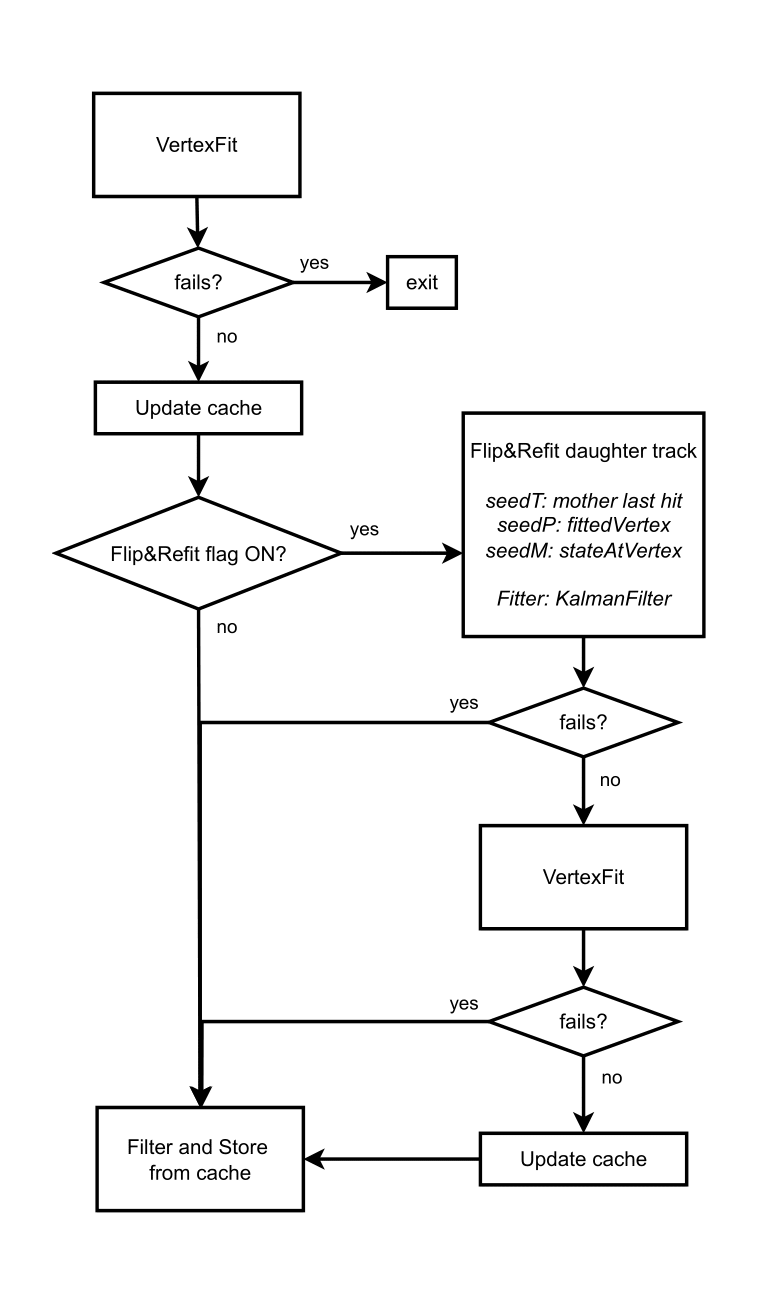 VertexFit
fails?
yes
exit
no
Update cache
Flip&Refit flag ON?
yes
no
Flip&Refit daughter track
seedT: mother last hit
seedP: fittedVertex
seedM: stateAtVertex
Fitter: KalmanFilter
fails?
yes
no
VertexFit
fails?
yes
no
Update cache
Filter and Store
from cache